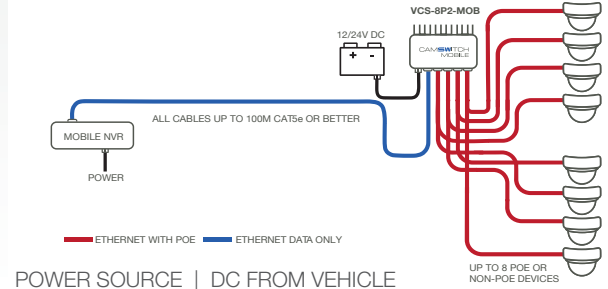 VCS-8P2-MOB
12/24V DC
+ -
CAMSWITCH
MOBILE
ALL CABLES UP TO 100M CAT5e OR BETTER
MOBILE NVR
POWER
ETHERNET WITH POE
ETHERNET DATA ONLY
UP TO 8 POE OR
NON-POE DEVICES
POWER SOURCE | DC FROM VEHICLE